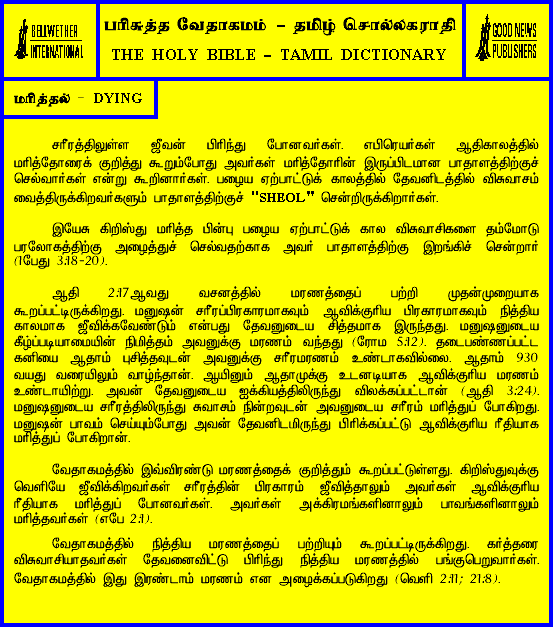 BELLWETHER
INTERNATIONAL
பரிசுத்த வேதாகமம் – தமிழ் சொல்லகராதி
THE HOLY BIBLE – TAMIL DICTIONARY
GOOD NEWS
PUBLISHERS
மரித்தல் – DYING
சரீரத்திலுள்ள ஜீவன் பிரிந்து போனவர்கள். எபிரெயர்கள் ஆதிகாலத்தில்
மரித்தோரைக் குறித்து கூறும்போது அவர்கள் மரித்தோரின் இருப்பிடமான பாதாளத்திற்குச்
செல்வார்கள் என்று கூறினார்கள். பழைய ஏற்பாட்டுக் காலத்தில் தேவனிடத்தில் விசுவாசம்
வைத்திருக்கிறவர்களும் பாதாளத்திற்குச் "SHEOL" சென்றிருக்கிறார்கள்.
இயேசு கிறிஸ்து மரித்த பின்பு பழைய ஏற்பாட்டுக் கால விசுவாசிகளை தம்மோடு
பரலோகத்திற்கு அழைத்துச் செல்வதற்காக அவர் பாதாளத்திற்கு இறங்கிச் சென்றார்
(1பேது 3:18-20).
ஆதி 2:17ஆவது வசனத்தில் மரணத்தைப் பற்றி முதன்முறையாக
கூறப்பட்டிருக்கிறது. மனுஷன் சரீரப்பிரகாரமாகவும் ஆவிக்குரிய பிரகாரமாகவும் நித்திய
காலமாக ஜீவிக்கவேண்டும் என்பது தேவனுடைய சித்தமாக இருந்தது. மனுஷனுடைய
கீழ்ப்படியாமையின் நிமித்தம் அவனுக்கு மரணம் வந்தது (ரோம 5:12). தடைபண்ணப்பட்ட
கனியை ஆதாம் புசித்தவுடன் அவனுக்கு சரீரமரணம் உண்டாகவில்லை. ஆதாம் 930
வயது வரையிலும் வாழ்ந்தான். ஆயினும் ஆதாமுக்கு உடனடியாக ஆவிக்குரிய மரணம்
உண்டாயிற்று. அவன் தேவனுடைய ஐக்கியத்திலிருந்து விலக்கப்பட்டான் (ஆதி 3:24).
மனுஷனுடைய சரீரத்திலிருந்து சுவாசம் நின்றவுடன் அவனுடைய சரீரம் மரித்துப் போகிறது.
மனுஷன் பாவம் செய்யும்போது அவன் தேவனிடமிருந்து பிரிக்கப்பட்டு ஆவிக்குரிய ரீதியாக
மரித்துப் போகிறான்.
வேதாகமத்தில் இவ்விரண்டு மரணத்தைக் குறித்தும் கூறப்பட்டுள்ளது. கிறிஸ்துவுக்கு
வெளியே ஜீவிக்கிறவர்கள் சரீரத்தின் பிரகாரம் ஜீவித்தாலும் அவர்கள் ஆவிக்குரிய
ரீதியாக மரித்துப் போனவர்கள். அவர்கள் அக்கிரமங்களினாலும் பாவங்களினாலும்
மரித்தவர்கள் (எபே 2:1).
வேதாகமத்தில் நித்திய மரணத்தைப் பற்றியும் கூறப்பட்டிருக்கிறது. கர்த்தரை
விசுவாசியாதவர்கள் தேவனைவிட்டு பிரிந்து நித்திய மரணத்தில் பங்குபெறுவார்கள்.
வேதாகமத்தில் இது இரண்டாம் மரணம் என அழைக்கப்படுகிறது (வெளி 2:11; 21:8).